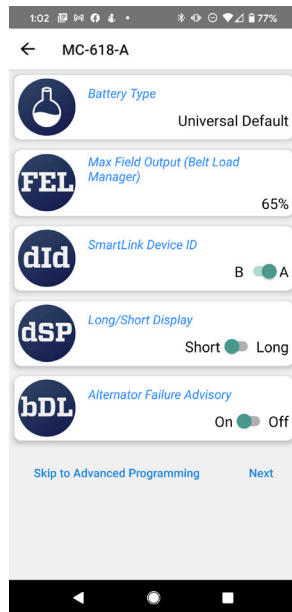 1:02 77%
MC-618-A
Battery Type
Universal Default
FEL
Max Field Output (Belt Load
Manager)
65%
dId
SmartLink Device ID
B A
dSP
Long/Short Display
Short Long
bDL
Alternator Failure Advisory
On Off
Skip to Advanced Programming Next